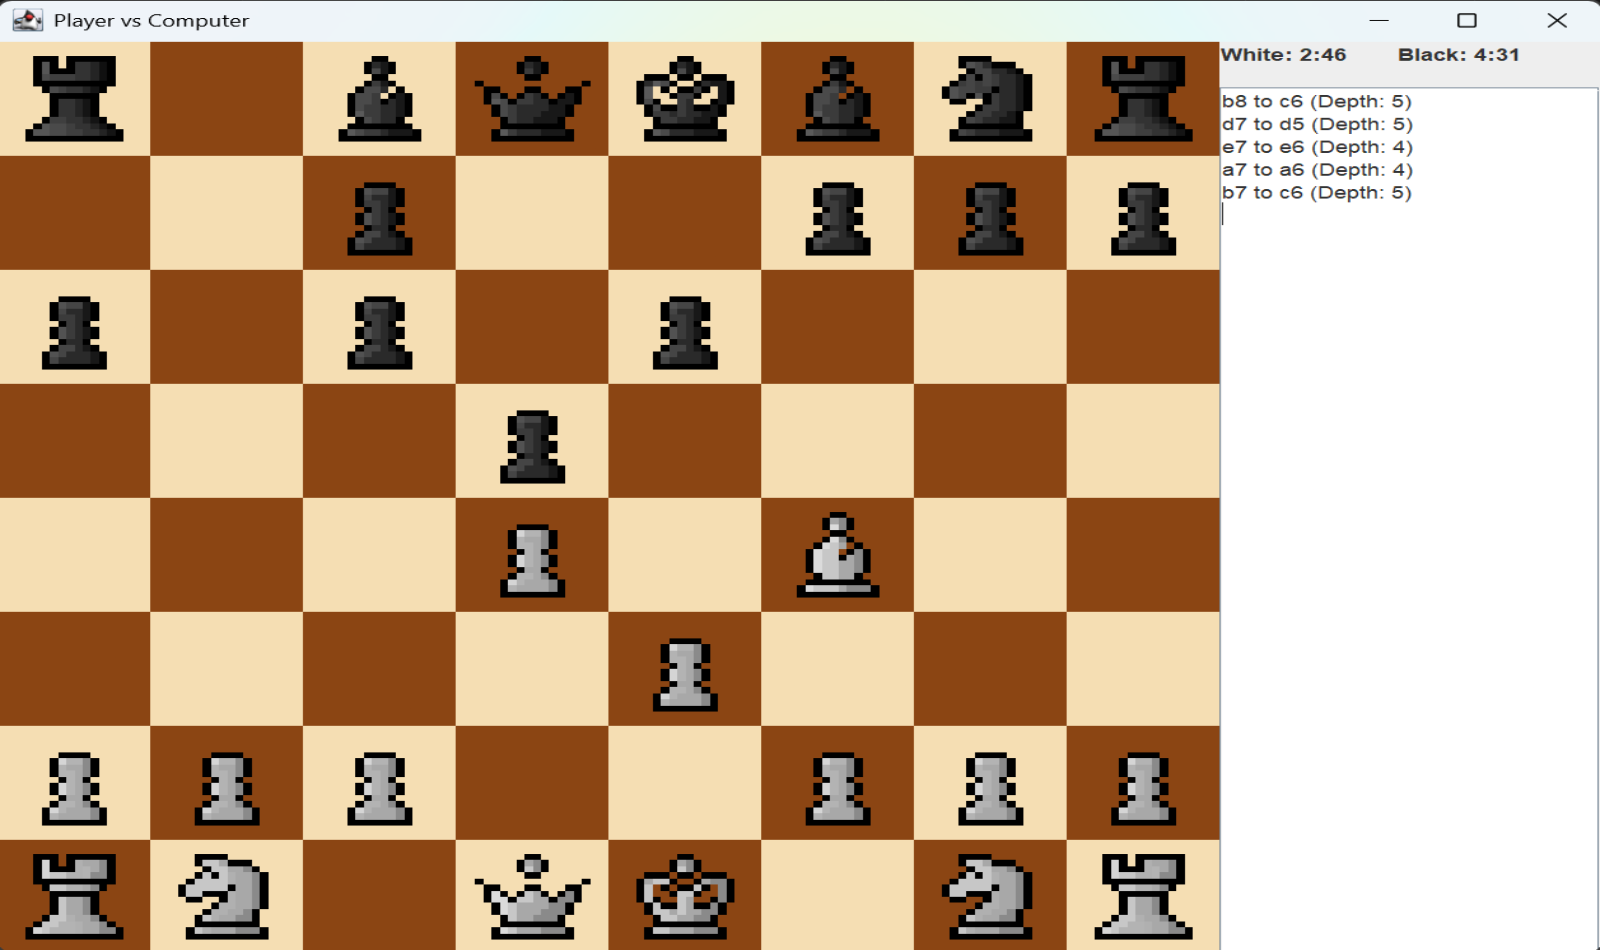 Player vs Computer
White: 2:46 Black: 4:31
b8 to c6 (Depth: 5)
d7 to d5 (Depth: 5)
e7 to e6 (Depth: 4)
a7 to a6 (Depth: 4)
b7 to c6 (Depth: 5)